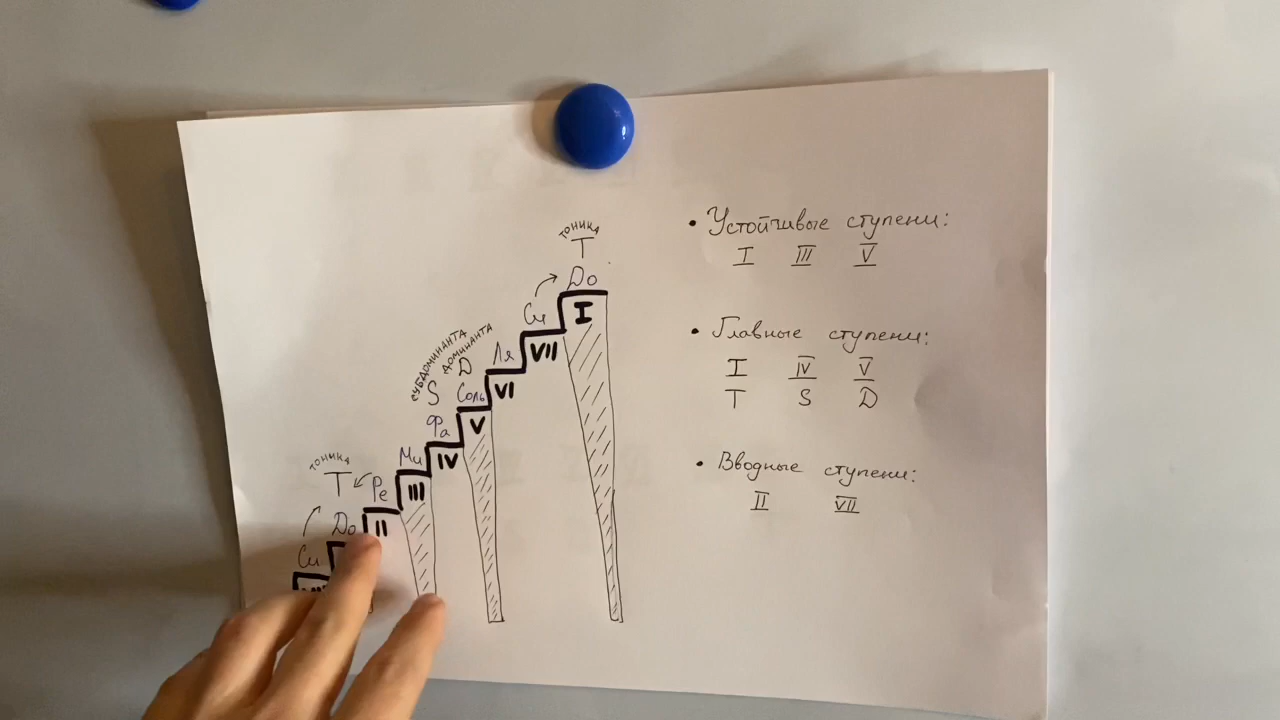 тоника
T
До
Си
I
VII
Ля
VI
субдоминанта
доминанта
S
D
Соль
V
Фа
IV
Ми
III
тоника
T
Ре
II
До
Си
• Устойчивые ступени:
I III V
• Главные ступени:
I IV V
T S D
• Вводные ступени:
II VII